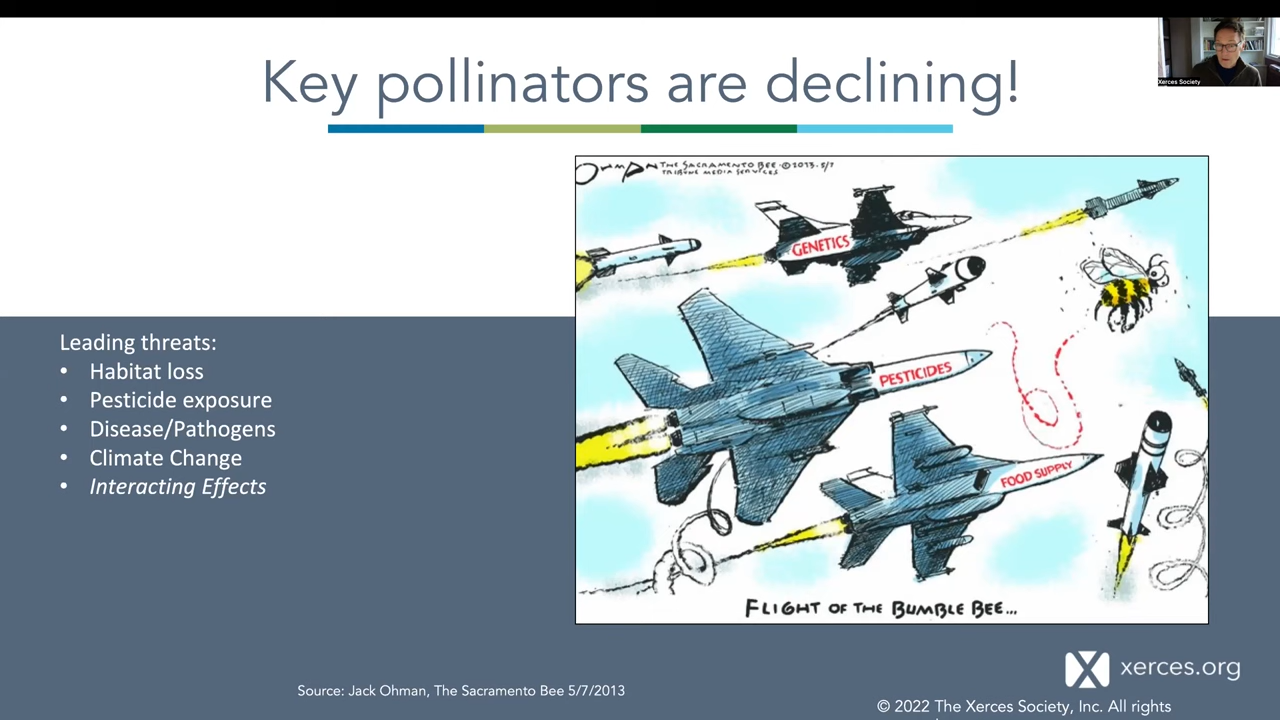 Key pollinators are declining!
Xerces Society
OHMAN THE SACRAMENTO BEE ©2013 5/7
TRIBUNE MEDIA SERVICES
GENETICS
PESTICIDES
FOOD SUPPLY
FLIGHT OF THE BUMBLE BEE...
Leading threats:
• Habitat loss
• Pesticide exposure
• Disease/Pathogens
• Climate Change
• Interacting Effects
xerces.org
Source: Jack Ohman, The Sacramento Bee 5/7/2013
© 2022 The Xerces Society, Inc. All rights